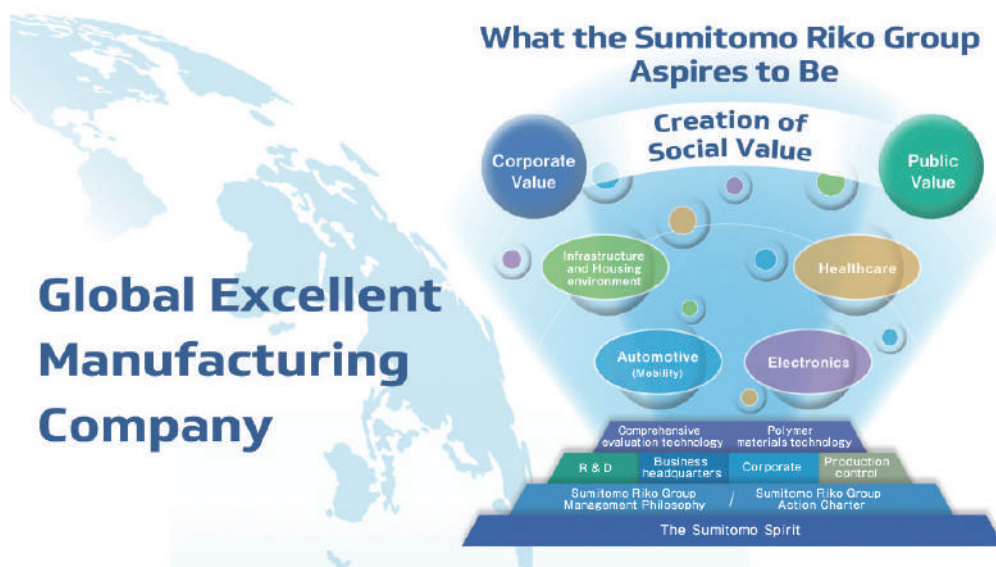 What the Sumitomo Riko Group
Aspires to Be
Creation of
Social Value
Corporate
Value
Public
Value
Infrastructure
and Housing
environment
Healthcare
Global Excellent
Manufacturing
Company
Automotive
(Mobility)
Electronics
Comprehensive
evaluation technology
Polymer
materials technology
R & D
Business
headquarters
Corporate
Production
control
Sumitomo Riko Group
Management Philosophy
/
Sumitomo Riko Group
Action Charter
The Sumitomo Spirit